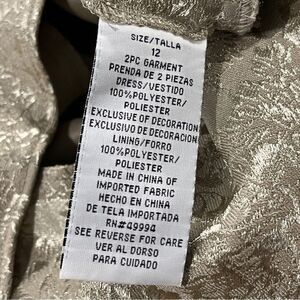 SIZE/TALLA
12
2PC GARMENT
PRENDA DE 2 PIEZAS
DRESS/VESTIDO
100%POLYESTER/
POLIESTER
EXCLUSIVE OF DECORATION
EXCLUSIVO DE DECORACION
LINING/FORRO
100%POLYESTER/
POLIESTER
MADE IN CHINA OF
IMPORTED FABRIC
HECHO EN CHINA
DE TELA IMPORTADA
RN#49994
SEE REVERSE FOR CARE
VER AL DORSO
PARA CUIDADO